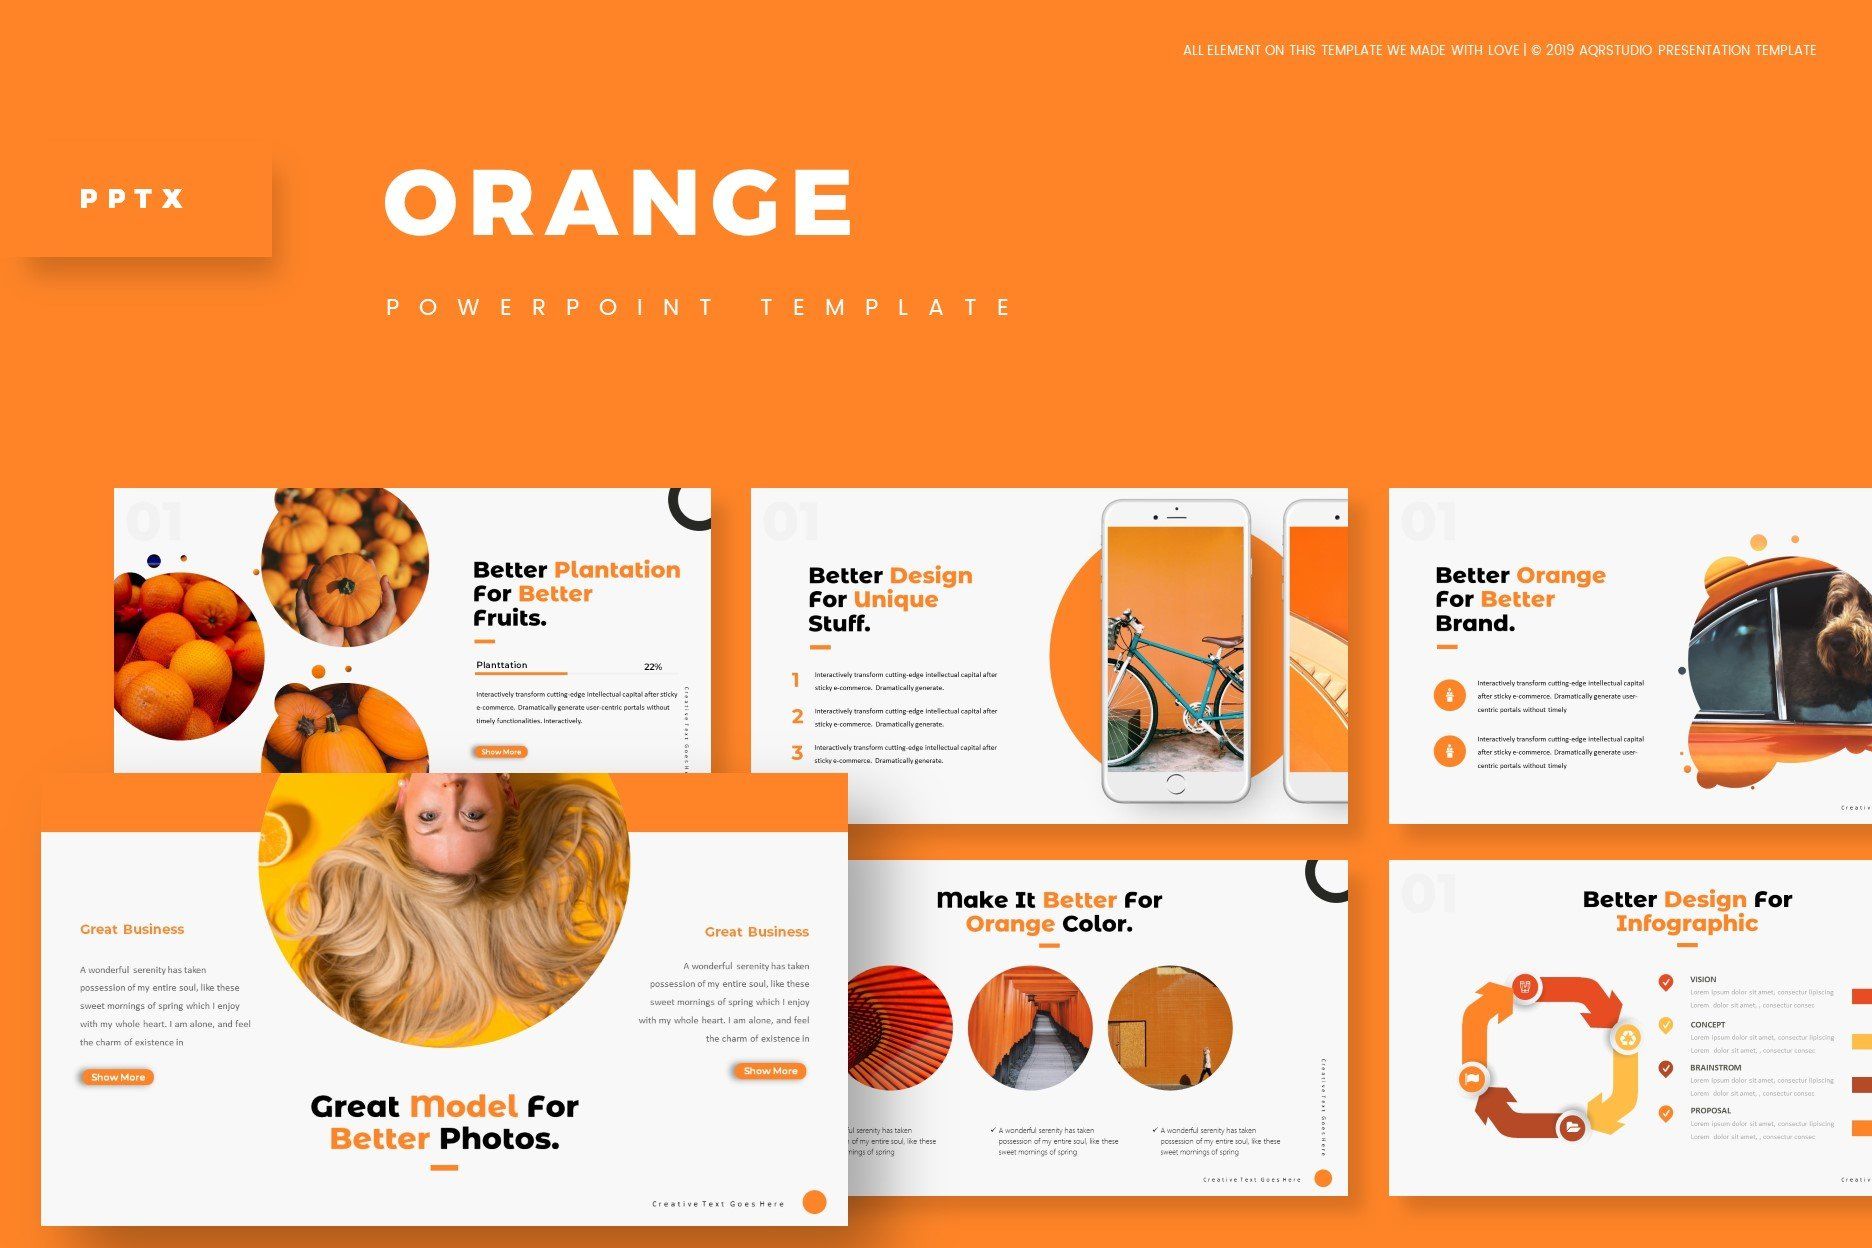 ALL ELEMENT ON THIS TEMPLATE WE MADE WITH LOVE | © 2019 AQRSTUDIO PRESENTATION TEMPLATE
PPTX
ORANGE
POWERPOINT TEMPLATE
01
Better Plantation
For Better
Fruits.
Planttation 22%
Interactively transform cutting-edge intellectual capital after sticky
e-commerce. Dramatically generate user-centric portals without
timely functionalities. Interactively.
Show More
Creative Text Goes
01
Better Design
For Unique
Stuff.
1
Interactively transform cutting-edge intellectual capital after
sticky e-commerce. Dramatically generate.
2
Interactively transform cutting-edge intellectual capital after
sticky e-commerce. Dramatically generate.
3
Interactively transform cutting-edge intellectual capital after
sticky e-commerce. Dramatically generate.
01
Better Orange
For Better
Brand.
Interactively transform cutting-edge intellectual capital
after sticky e-commerce. Dramatically generate user-
centric portals without timely
Interactively transform cutting-edge intellectual capital
after sticky e-commerce. Dramatically generate user-
centric portals without timely
Great Business
A wonderful serenity has taken
possession of my entire soul, like these
sweet mornings of spring which I enjoy
with my whole heart. I am alone, and feel
the charm of existence in
Show More
Great Business
A wonderful serenity has taken
possession of my entire soul, like these
sweet mornings of spring which I enjoy
with my whole heart. I am alone, and feel
the charm of existence in
Show More
Great Model For
Better Photos.
Creative Text Goes Here
Make It Better For
Orange Color.
serenity has taken
of my entire soul, like these
of spring
✓ A wonderful serenity has taken
possession of my entire soul, like these
sweet mornings of spring
✓ A wonderful serenity has taken
possession of my entire soul, like these
sweet mornings of spring
Creative Text Goes Here
Creative Text Goes Here
01
Better Design For
Infographic
VISION
Lorem ipsum dolor sit amet, consectur lipiscing
Lorem dolor sit amet, , consectur consec
CONCEPT
Lorem ipsum dolor sit amet, consectur lipiscing
Lorem dolor sit amet, , consectur consec
BRAINSTROM
Lorem ipsum dolor sit amet, consectur lipiscing
Lorem dolor sit amet, , consectur consec
PROPOSAL
Lorem ipsum dolor sit amet, consectur lipiscing
Lorem dolor sit amet, , consectur consec